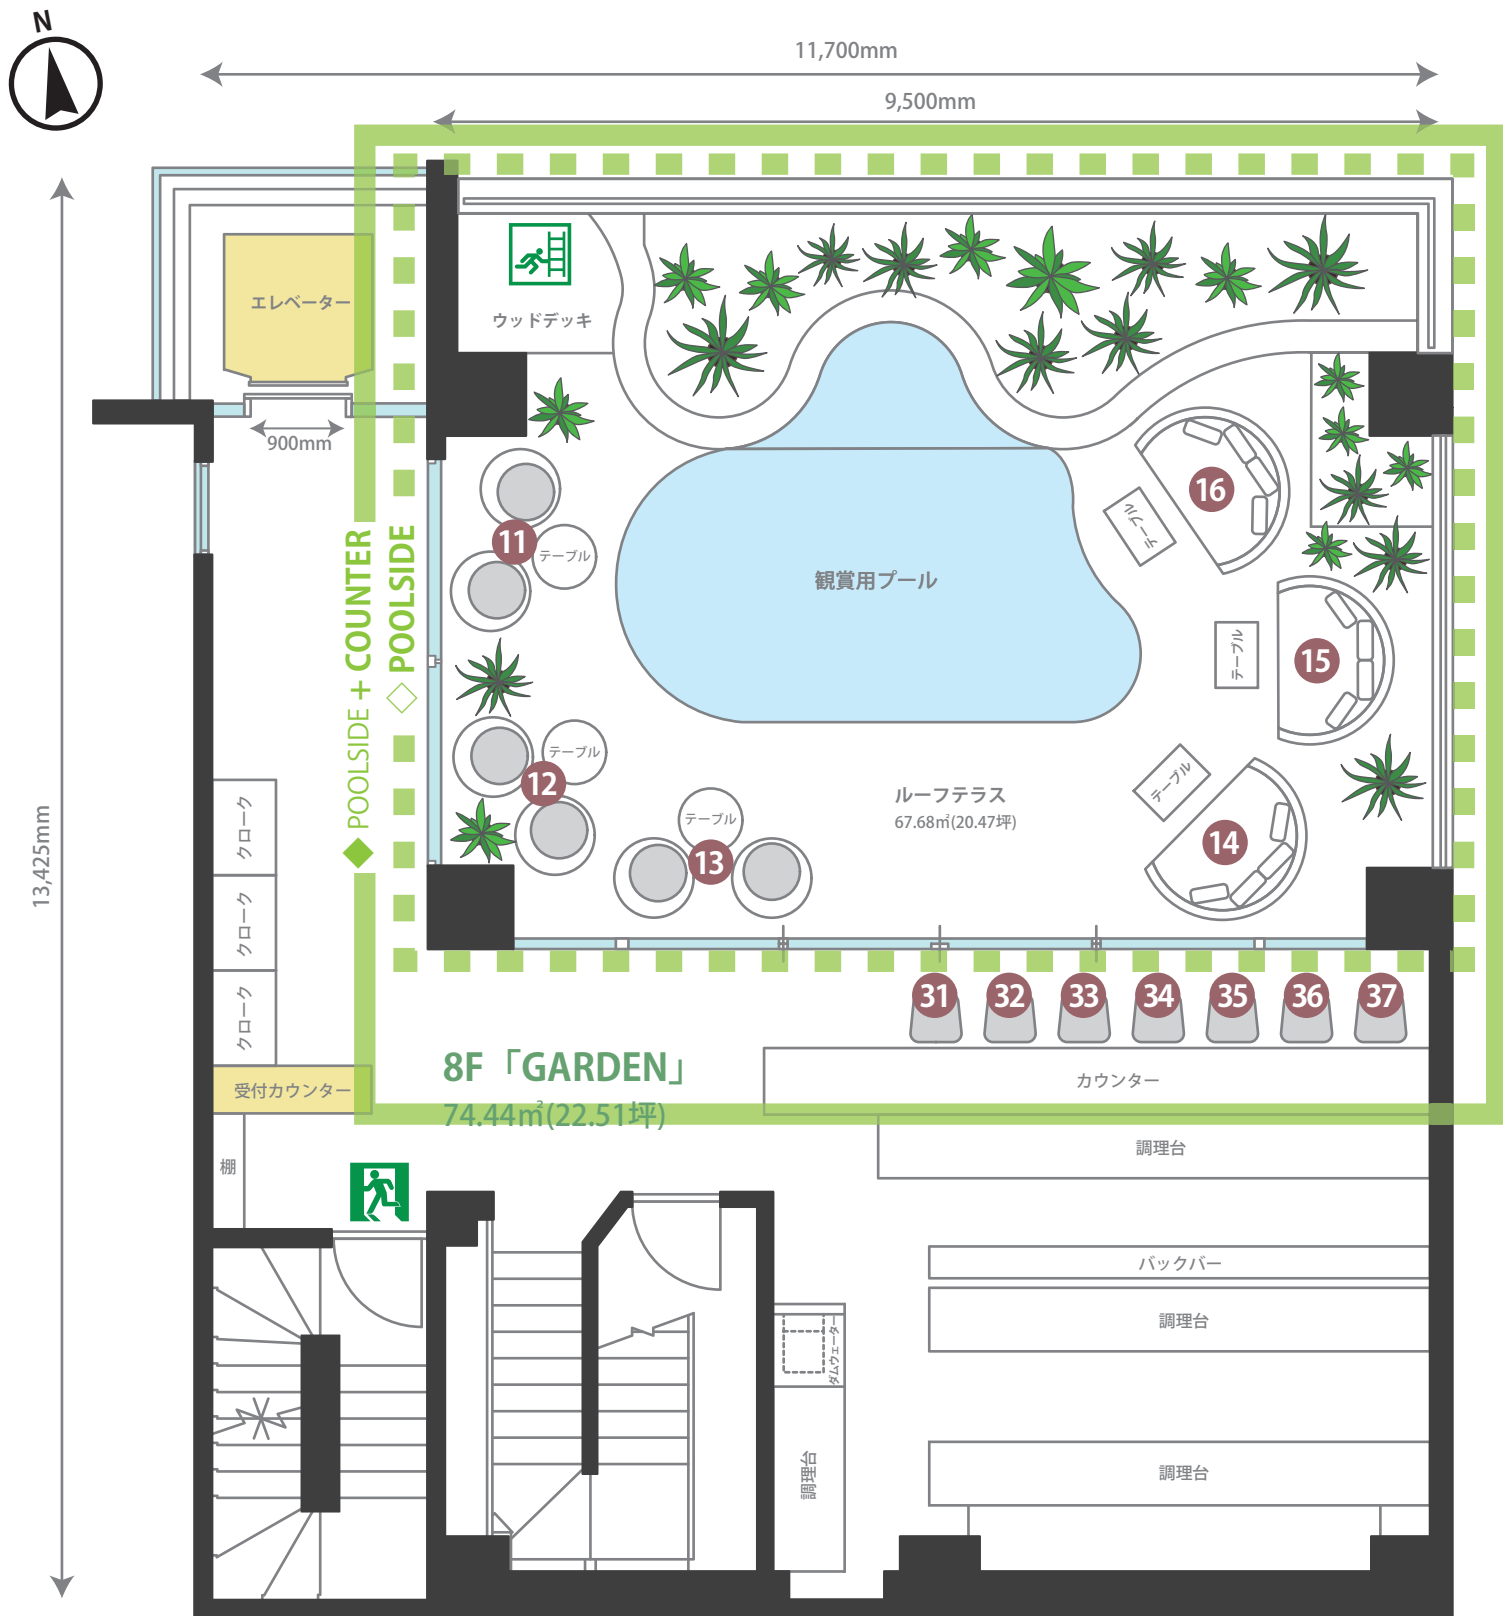 N
11,700mm
9,500mm
エレベーター
ウッドデッキ
900mm
16
11
テーブル
テーブル
観賞用プール
◆POOLSIDE + COUNTER
◇POOLSIDE
15
テーブル
テーブル
12
テーブル
ルーフテラス
67.68㎡(20.47坪)
テーブル
13
14
13,425mm
クローク
クローク
クローク
31
32
33
34
35
36
37
8F「GARDEN」
74.44㎡(22.51坪)
カウンター
受付カウンター
調理台
棚
バックバー
調理台
ダムウェーター
調理台
調理台